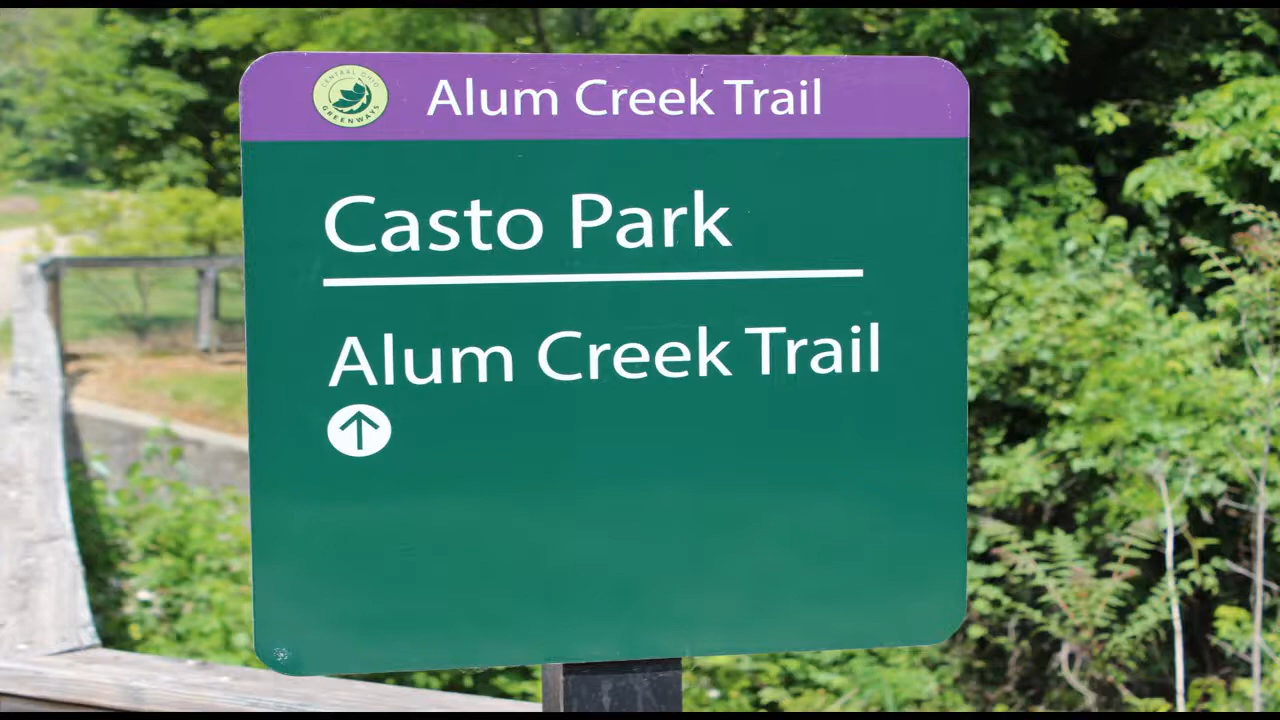 CENTRAL OHIO
GREENWAYS
Alum Creek Trail
Casto Park
Alum Creek Trail